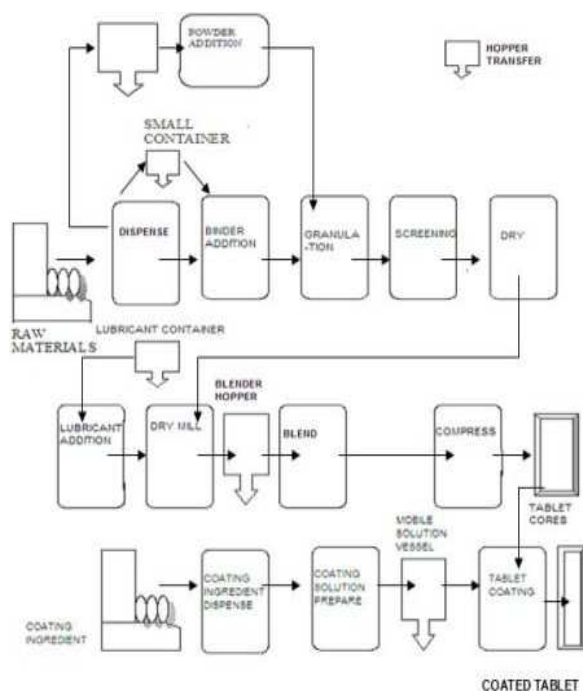 POWDER
ADDITION
HOPPER
TRANSFER
SMALL
CONTAINER
DISPENSE
BINDER
ADDITION
GRANULA
-TION
SCREENING
DRY
RAW
MATERIALS
LUBRICANT CONTAINER
BLENDER
HOPPER
LUBRICANT
ADDITION
DRY MILL
BLEND
COMPRESS
TABLET
CORES
MOBILE
SOLUTION
VESSEL
COATING
INGREDIENT
DISPENSE
COATING
SOLUTION
PREPARE
TABLET
COATING
COATING
INGREDIENT
COATED TABLET